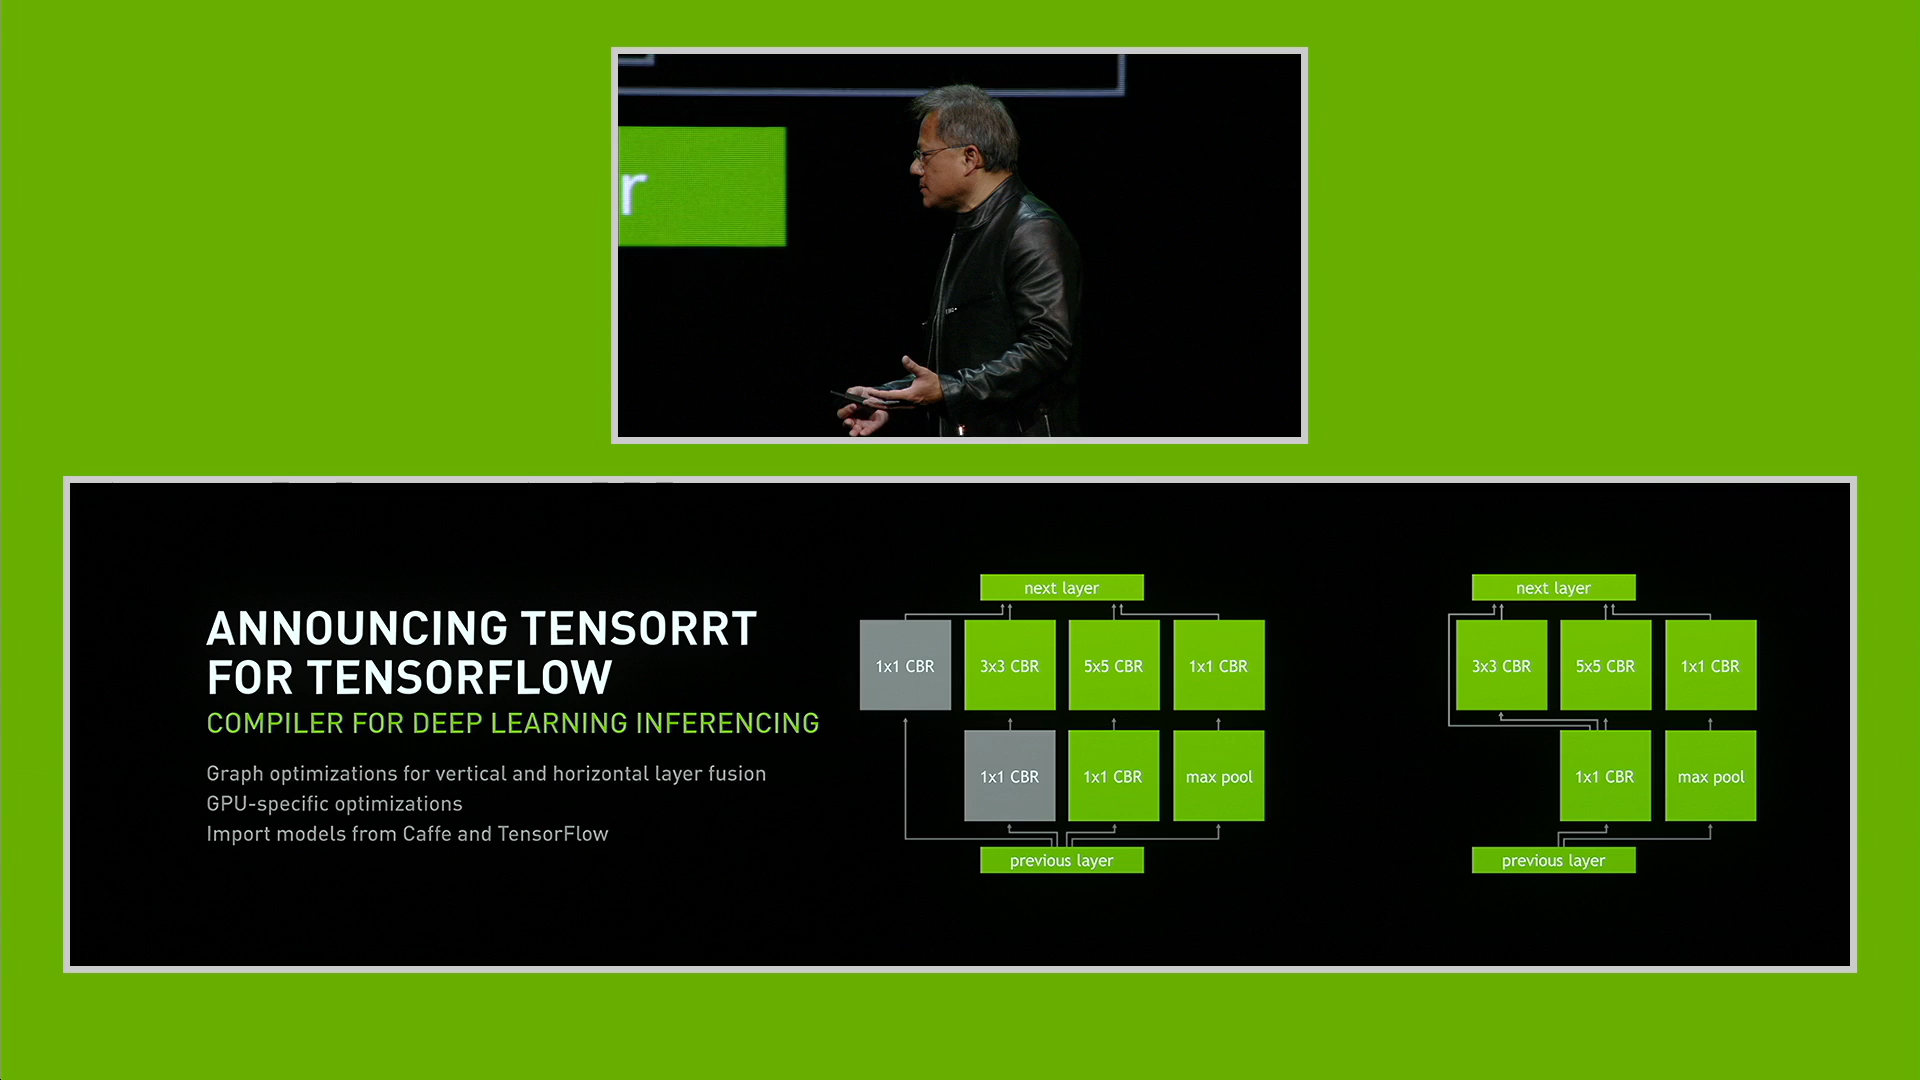 r
ANNOUNCING TENSORRT
FOR TENSORFLOW
COMPILER FOR DEEP LEARNING INFERENCING
Graph optimizations for vertical and horizontal layer fusion
GPU-specific optimizations
Import models from Caffe and TensorFlow
next layer
1x1 CBR
3x3 CBR
5x5 CBR
1x1 CBR
1x1 CBR
1x1 CBR
max pool
previous layer
next layer
3x3 CBR
5x5 CBR
1x1 CBR
1x1 CBR
max pool
previous layer